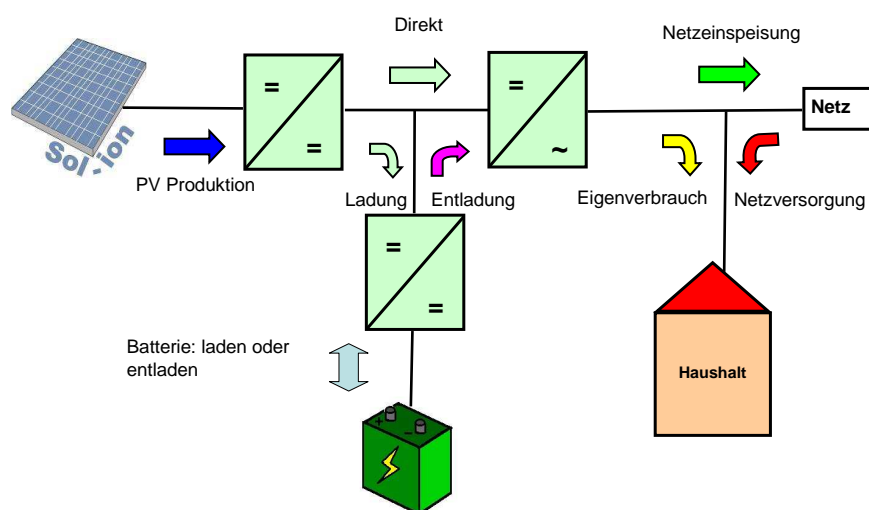 Direkt
Netzeinspeisung
=
=
=
~
Netz
Sol-ion
PV Produktion
Ladung
Entladung
Eigenverbrauch
Netzversorgung
=
=
Batterie: laden oder
entladen
Haushalt
+
–